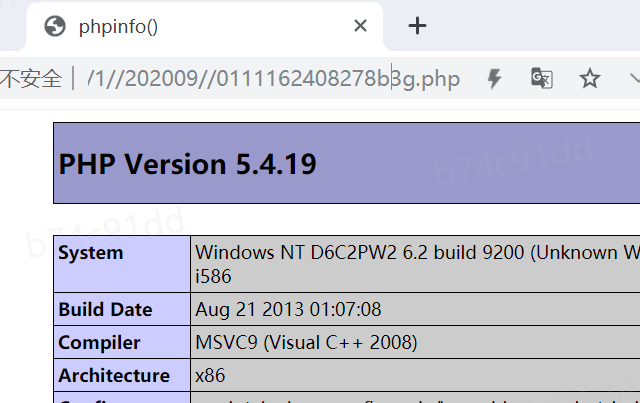 phpinfo()
不安全 | /1//202009//0111162408278b3g.php
PHP Version 5.4.19
b74c91dd
b74c91dd
System Windows NT D6C2PW2 6.2 build 9200 (Unknown W
i586
Build Date Aug 21 2013 01:07:08
Compiler MSVC9 (Visual C++ 2008)
Architecture x86